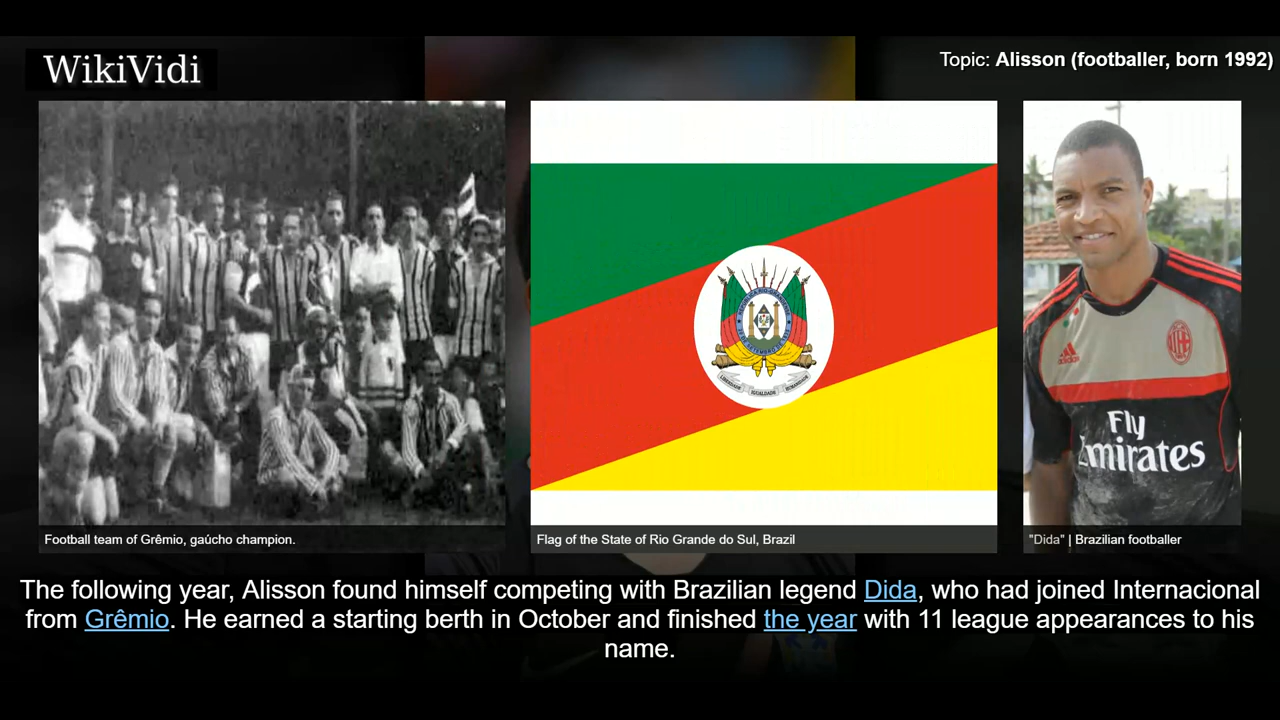 WikiVidi
Topic: Alisson (footballer, born 1992)
Fly
Emirates
LIBERDADE IGUALDADE HUMANIDADE
Football team of Grêmio, gaúcho champion.
Flag of the State of Rio Grande do Sul, Brazil
"Dida" | Brazilian footballer
The following year, Alisson found himself competing with Brazilian legend Dida, who had joined Internacional
from Grêmio. He earned a starting berth in October and finished the year with 11 league appearances to his
name.